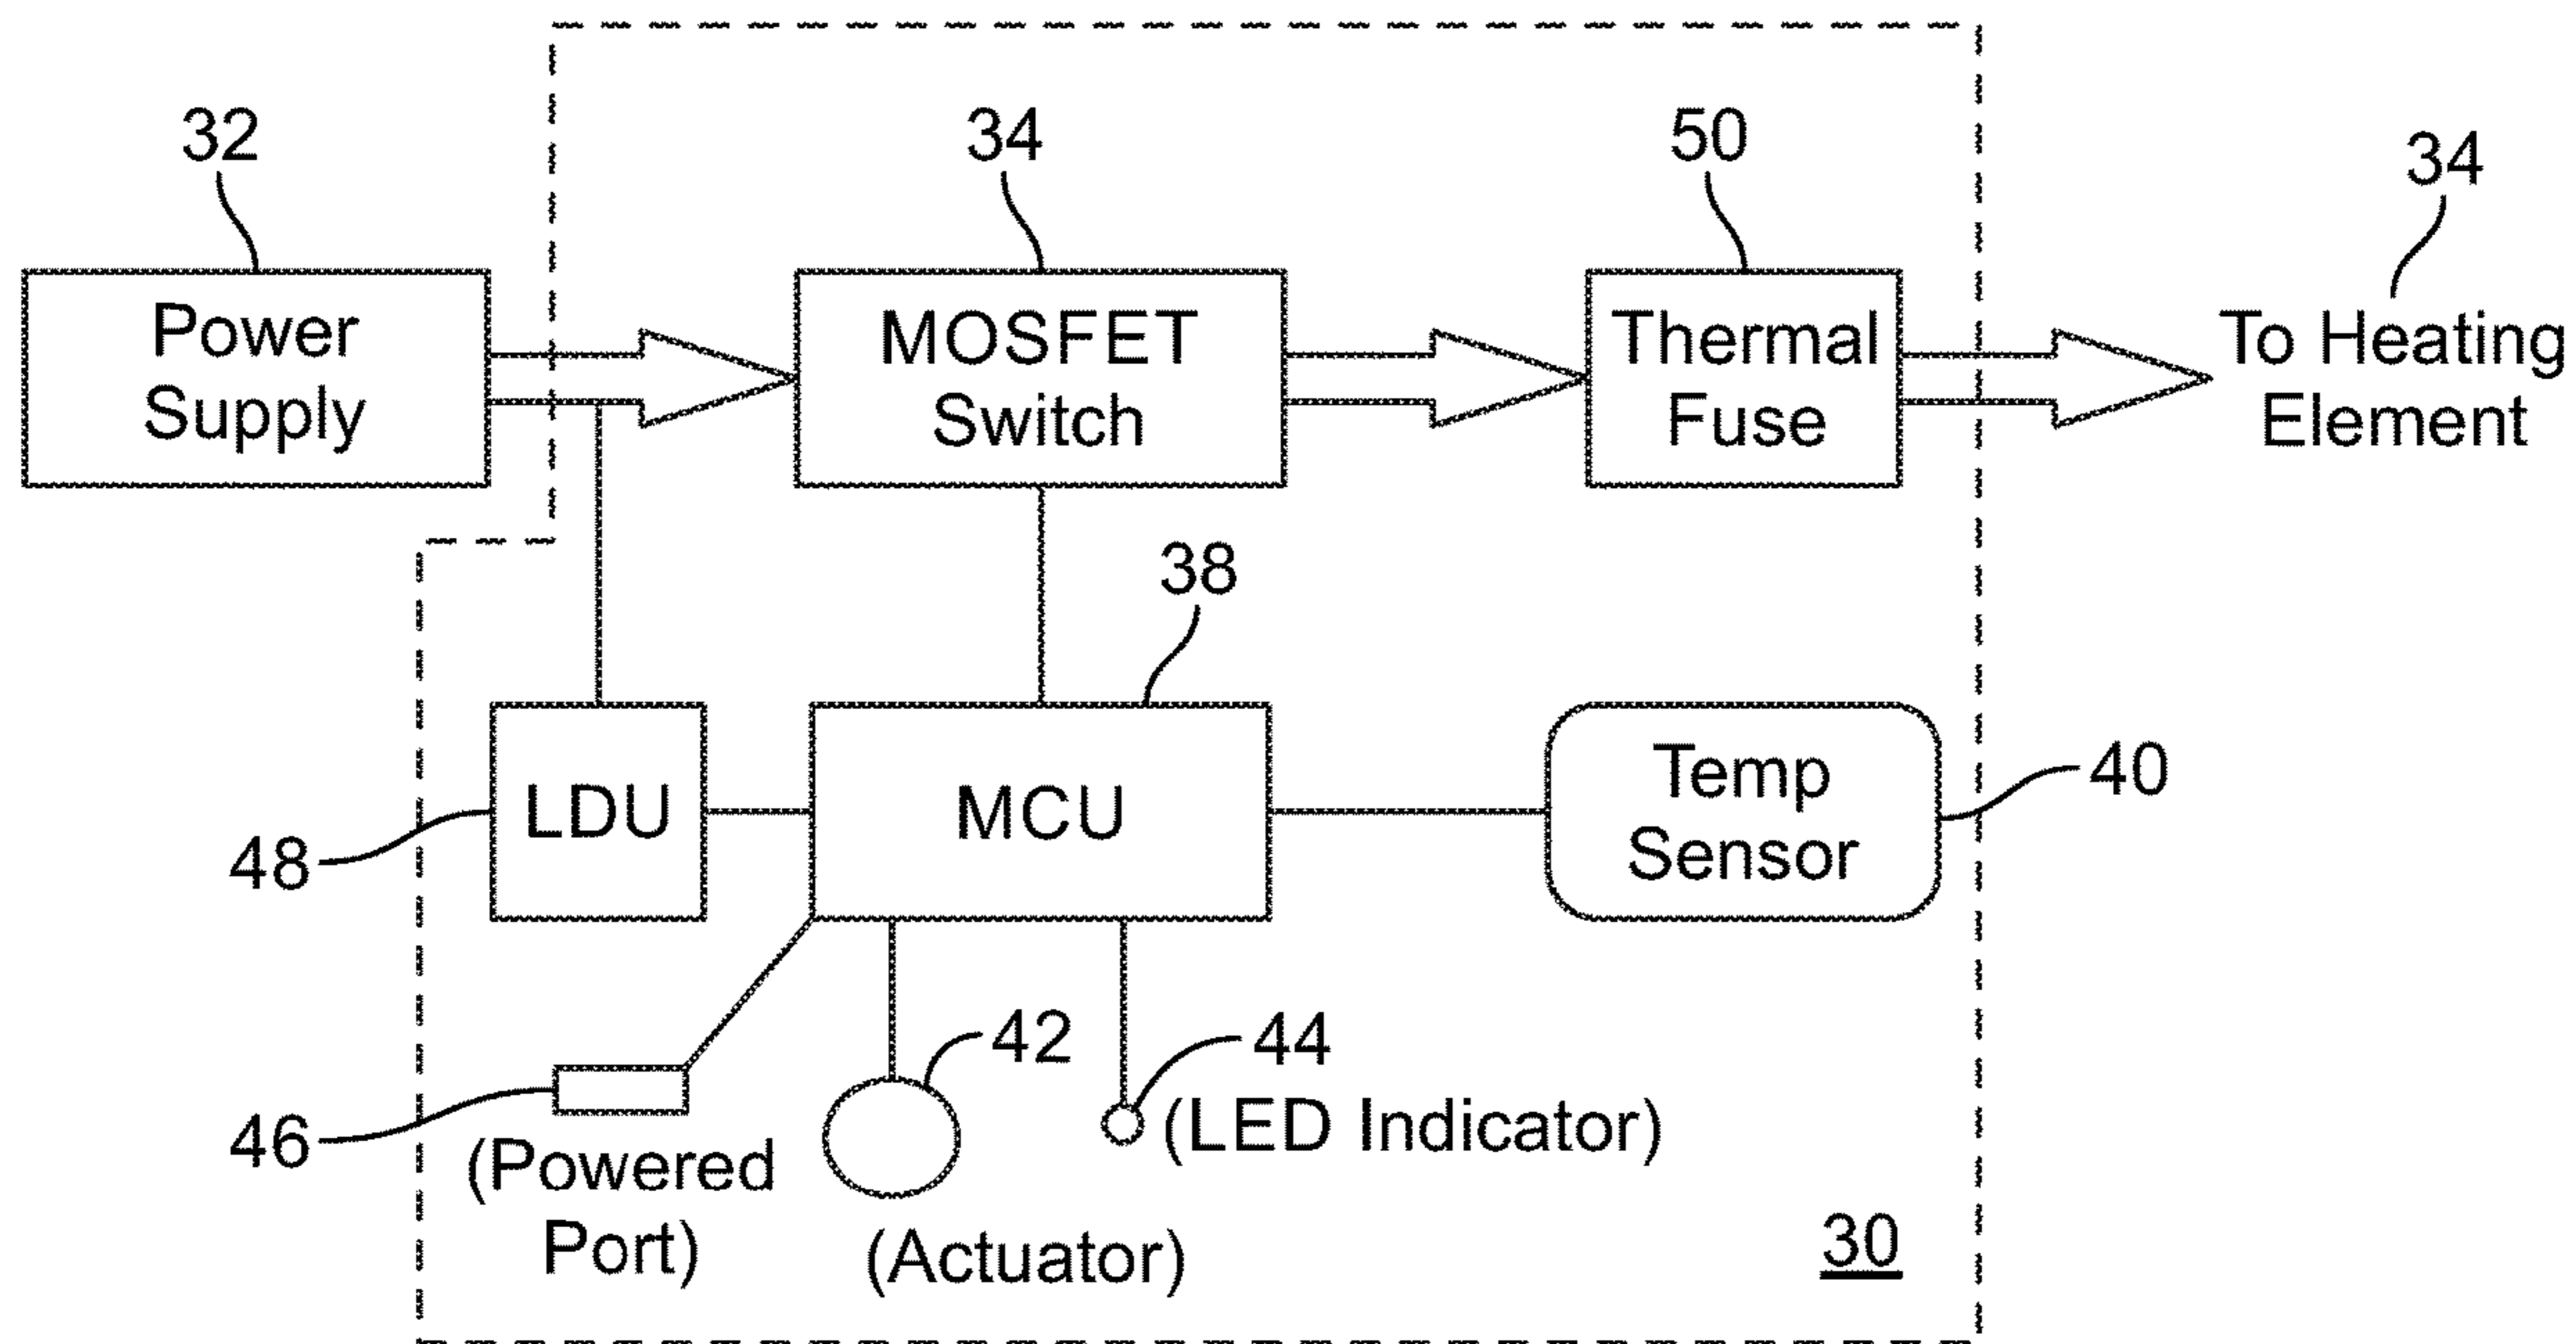 32
34
50
34
Power
Supply
MOSFET
Switch
Thermal
Fuse
To Heating
Element
38
LDU
MCU
Temp
Sensor
40
48
42
44
46
(Powered
Port)
(LED Indicator)
(Actuator)
30